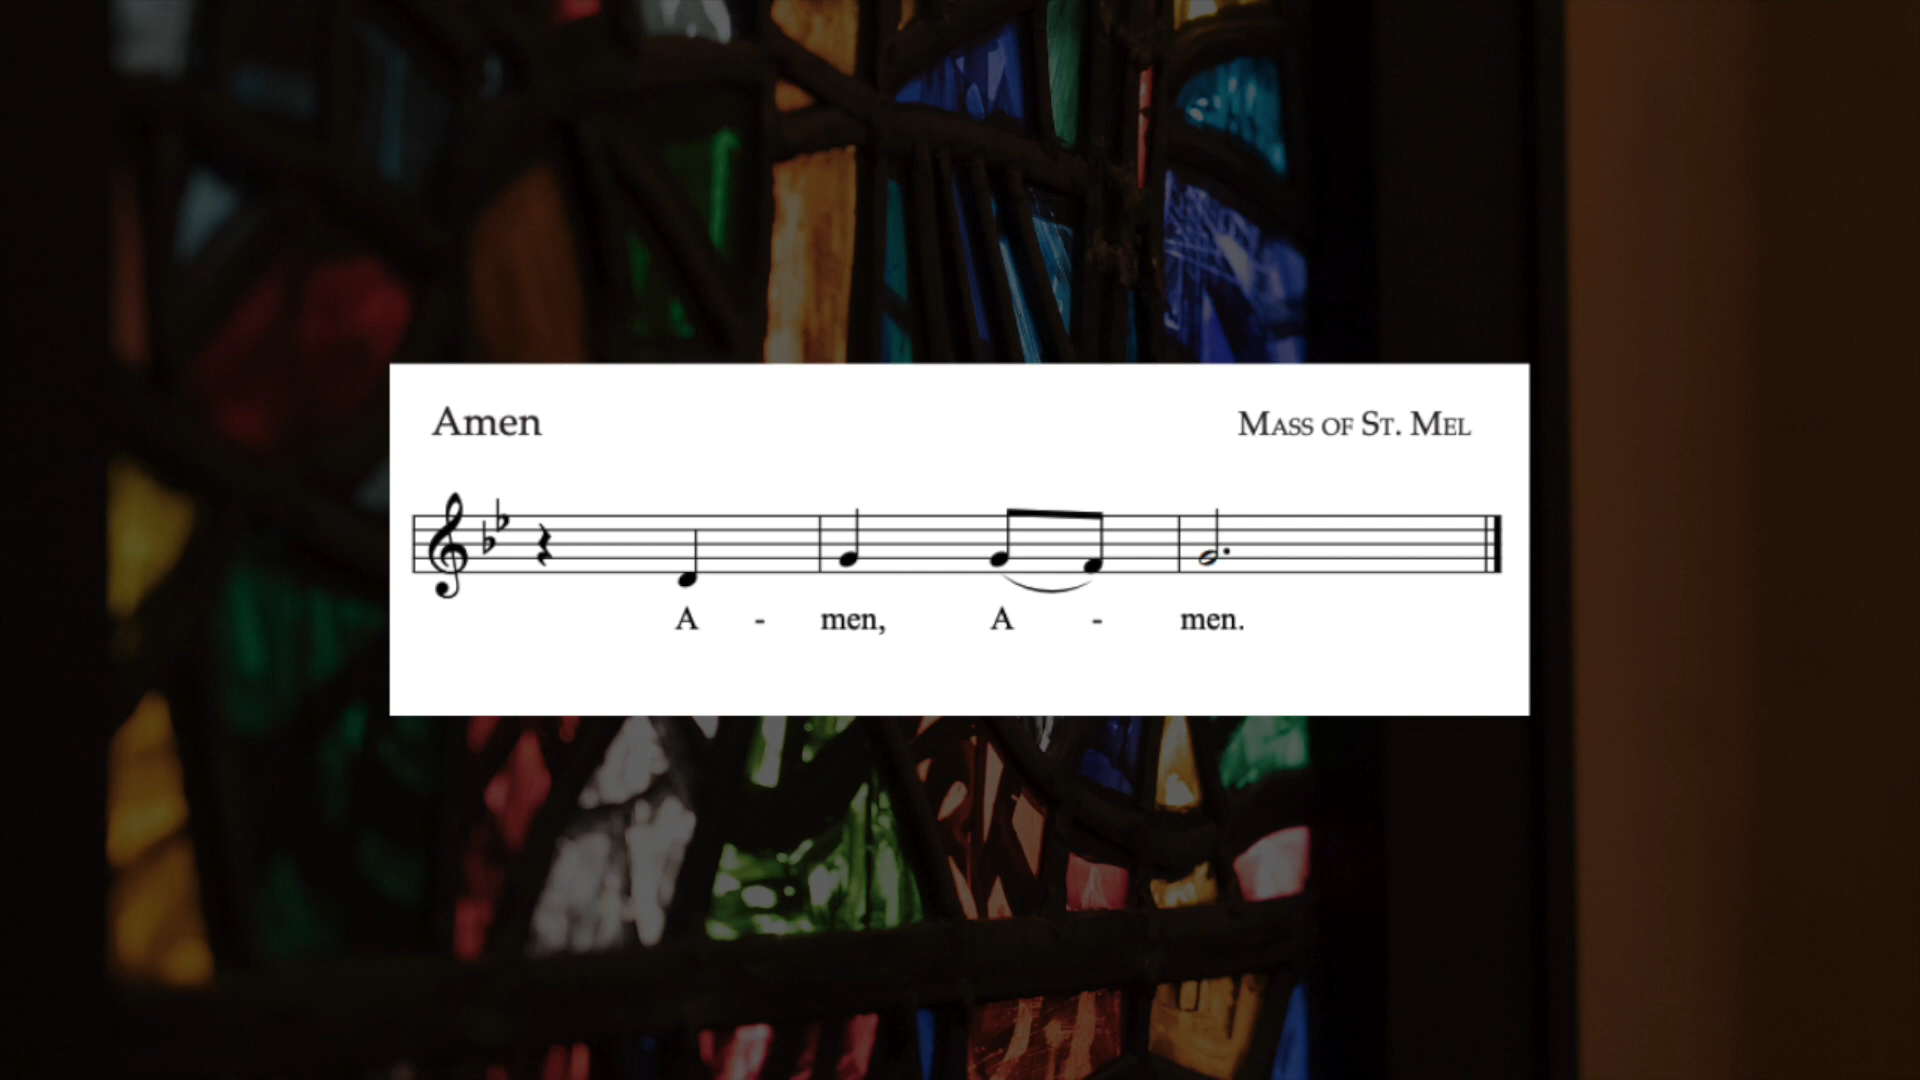 Amen MASS OF ST. MEL
A - men, A - men.